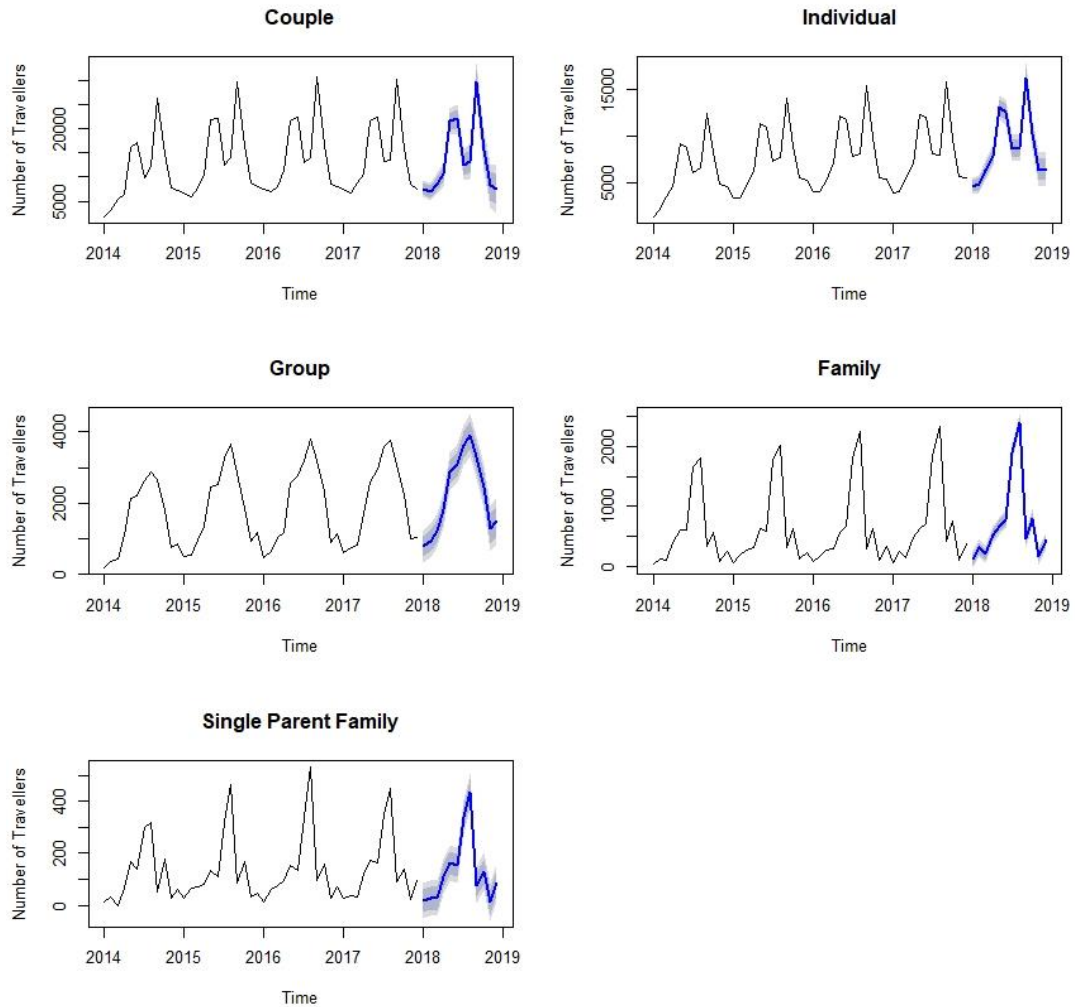 Couple
Number of Travellers
20000
5000
2014 2015 2016 2017 2018 2019
Time
Individual
Number of Travellers
15000
5000
2014 2015 2016 2017 2018 2019
Time
Group
Number of Travellers
4000
2000
0
2014 2015 2016 2017 2018 2019
Time
Family
Number of Travellers
2000
1000
0
2014 2015 2016 2017 2018 2019
Time
Single Parent Family
Number of Travellers
400
200
0
2014 2015 2016 2017 2018 2019
Time